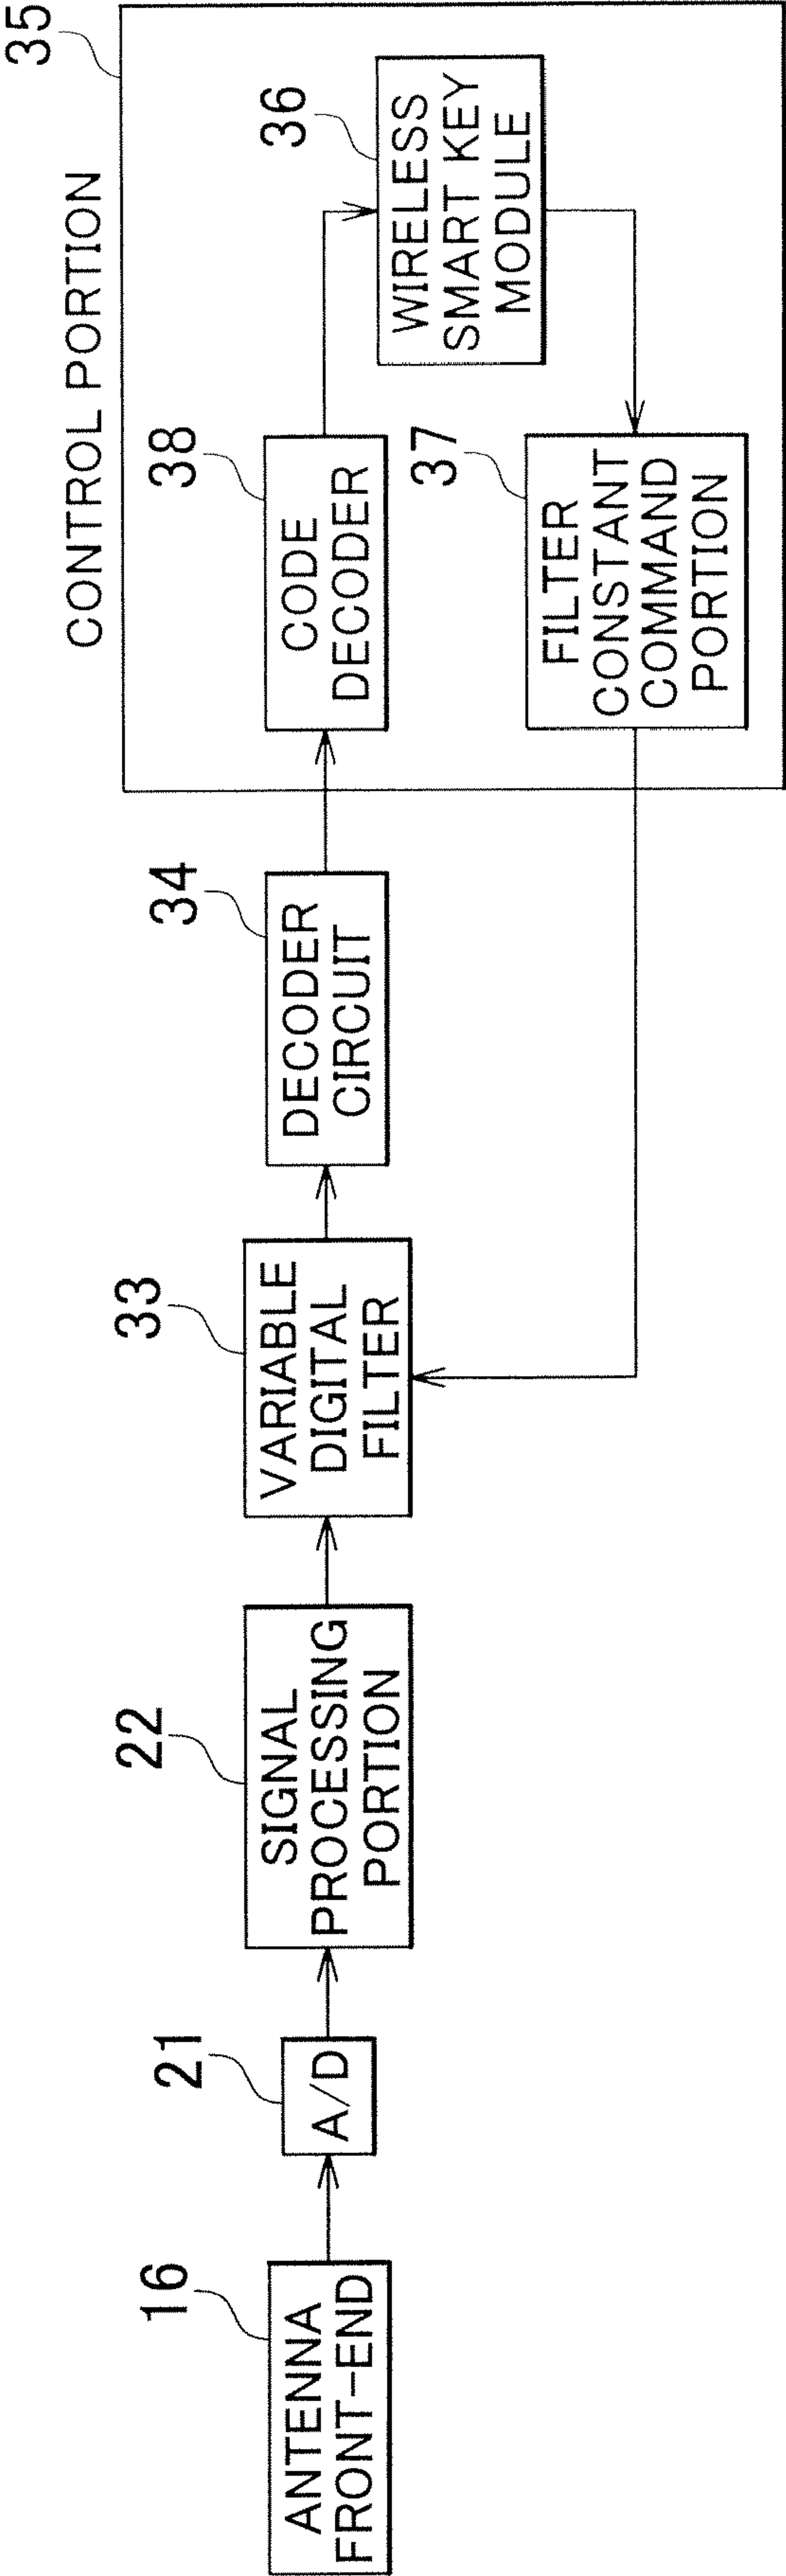 16
ANTENNA
FRONT-END
21
A/D
22
SIGNAL
PROCESSING
PORTION
33
VARIABLE
DIGITAL
FILTER
34
DECODER
CIRCUIT
CONTROL PORTION
35
38
CODE
DECODER
36
WIRELESS
SMART KEY
MODULE
37
FILTER
CONSTANT
COMMAND
PORTION